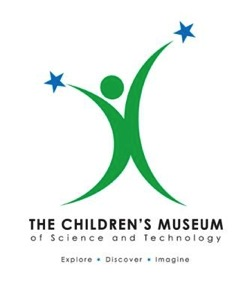 THE CHILDREN'S MUSEUM
of Science and Technology
Explore • Discover • Imagine